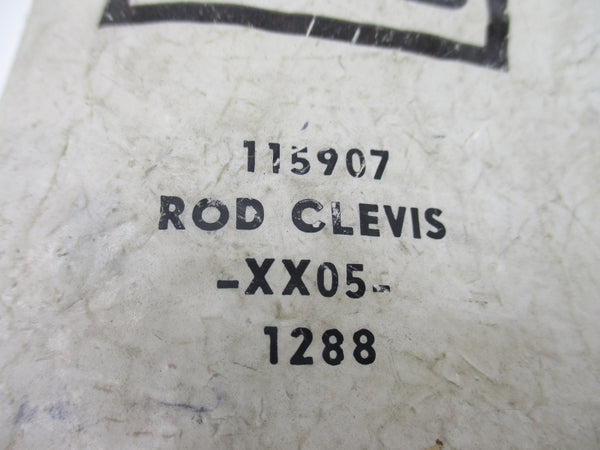 115907
ROD CLEVIS
-XX05-
1288